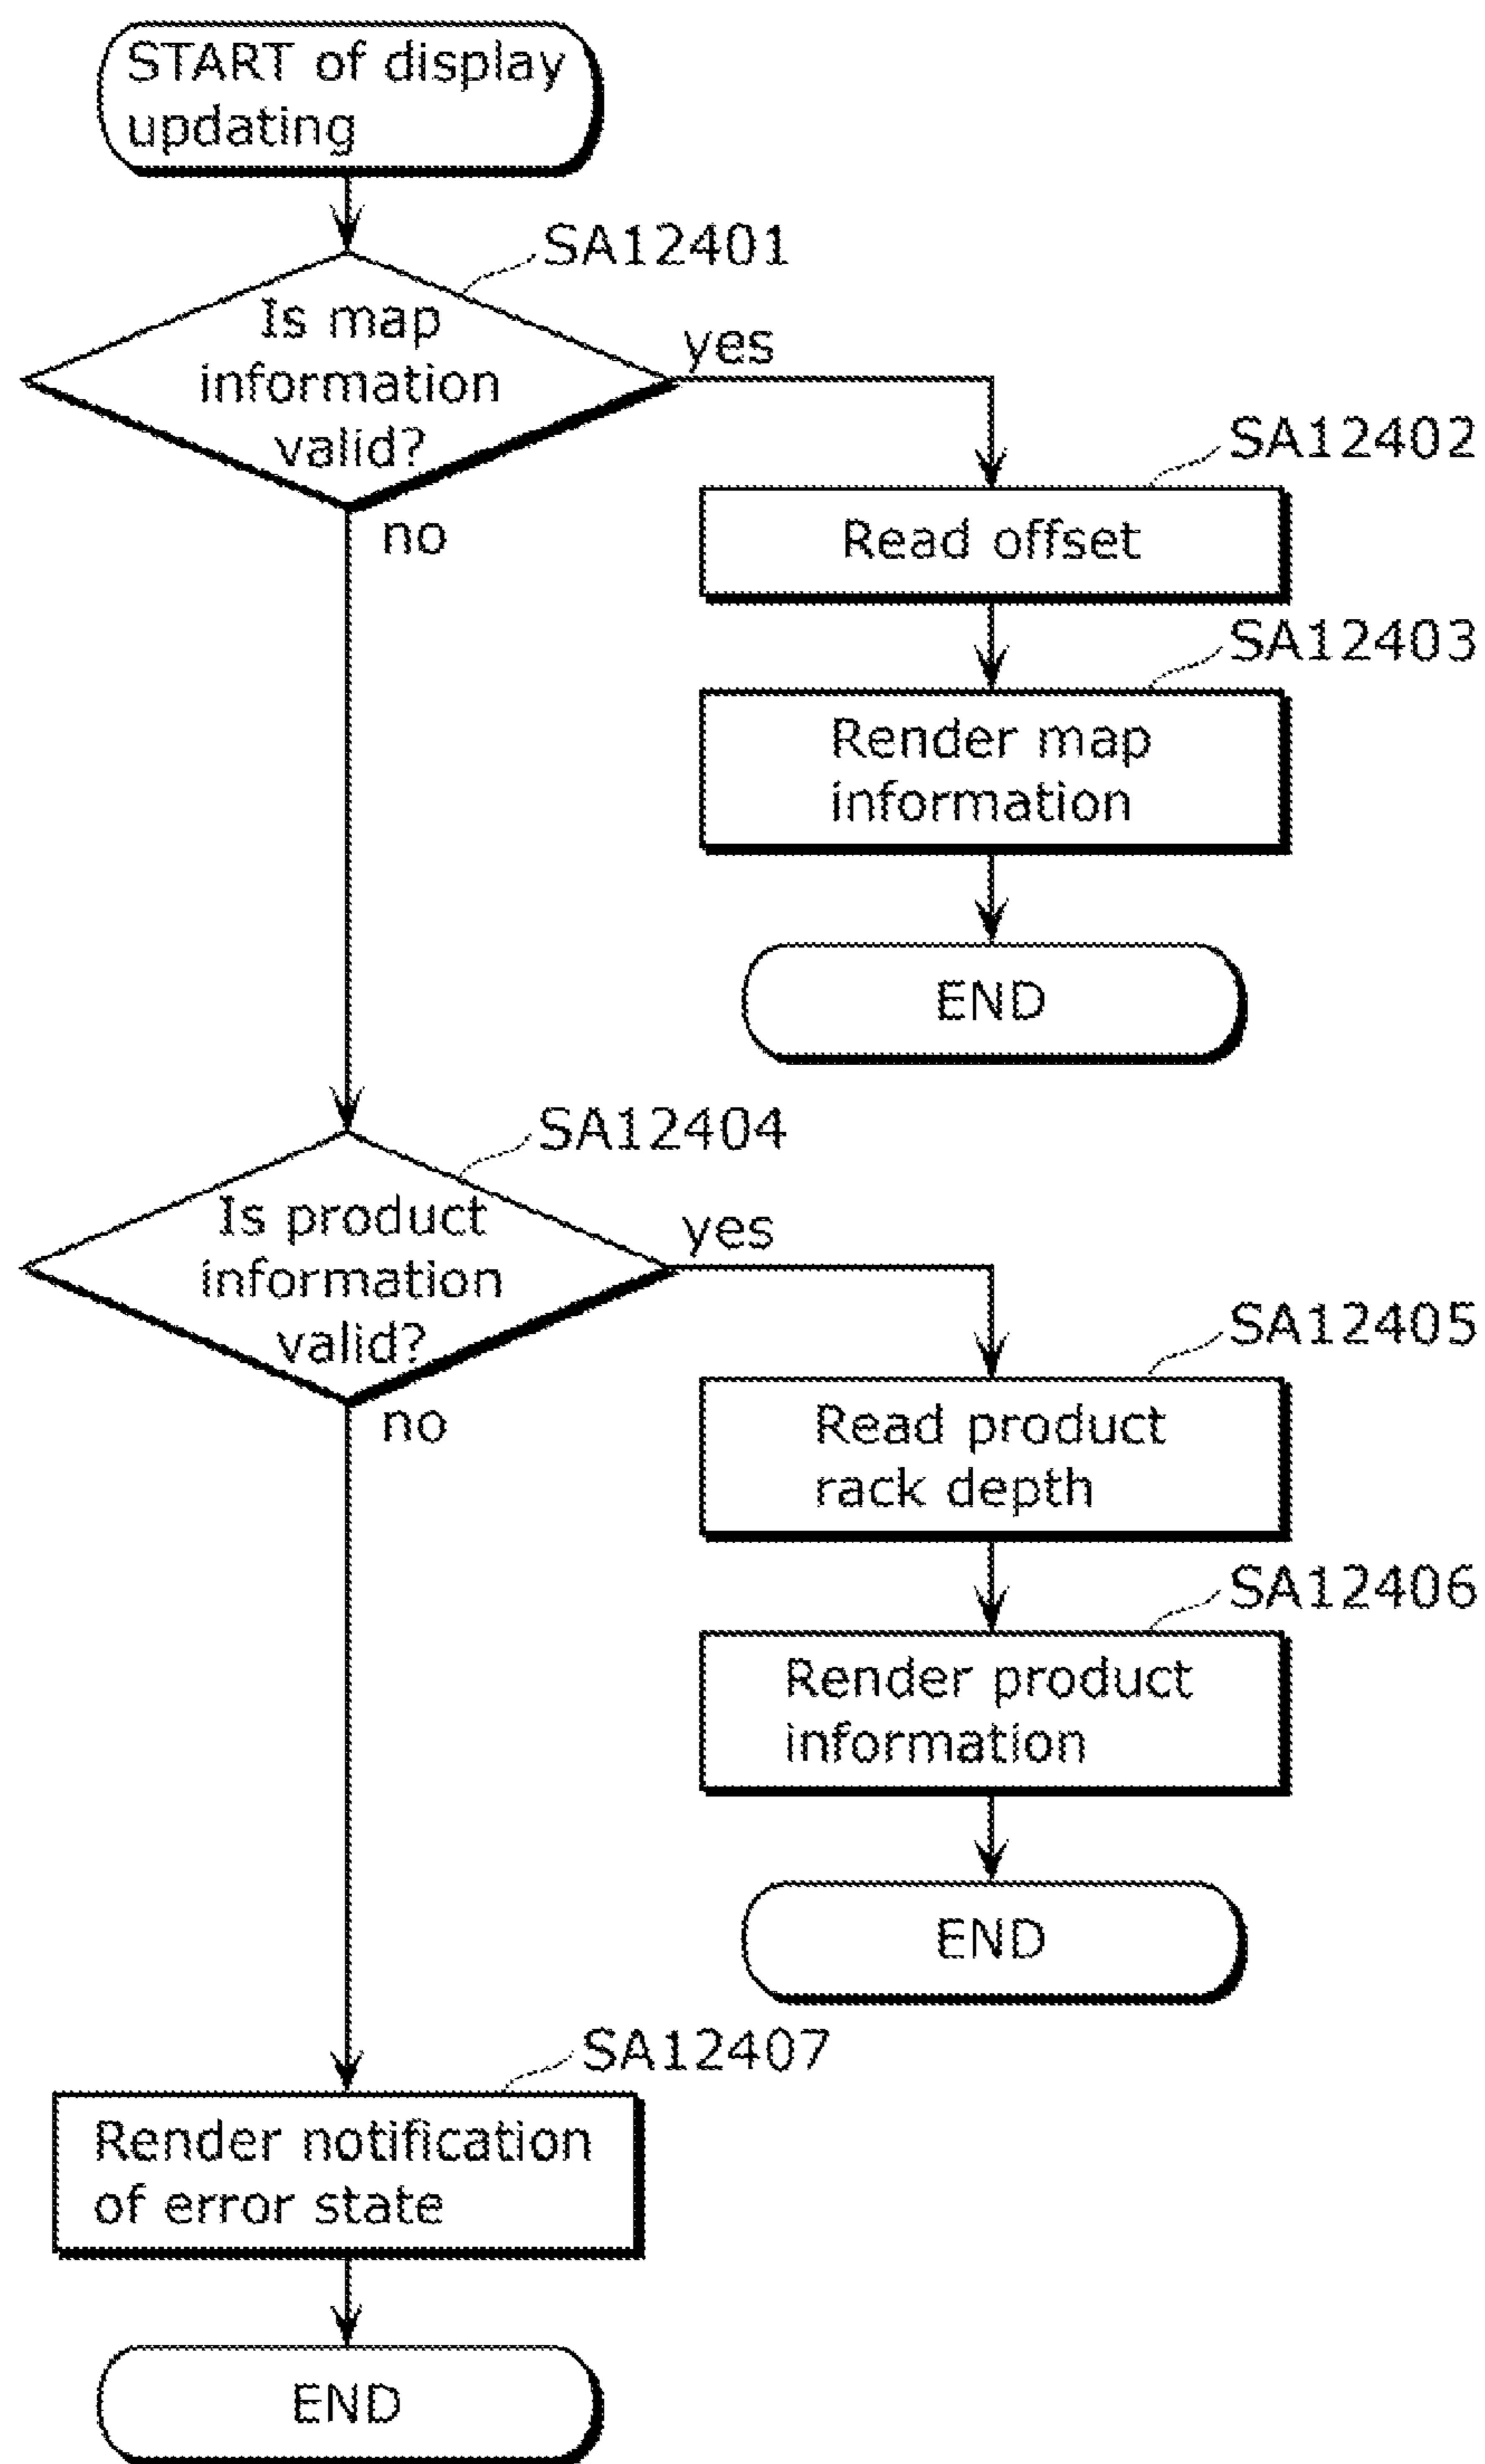 START of display
updating
SA12401
Is map
information
valid?
yes
no
SA12402
Read offset
SA12403
Render map
information
END
SA12404
Is product
information
valid?
yes
no
SA12405
Read product
rack depth
SA12406
Render product
information
END
SA12407
Render notification
of error state
END